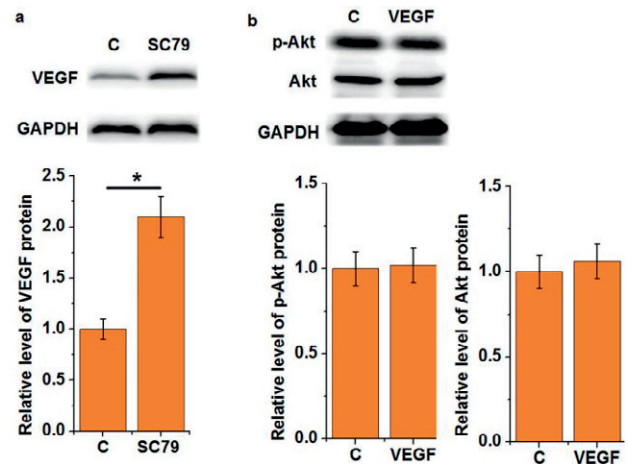 a
C SC79
VEGF
GAPDH
Relative level of VEGF protein
2.5
2.0
1.5
1.0
0.5
0.0
*
C SC79
b
C VEGF
p-Akt
Akt
GAPDH
Relative level of p-Akt protein
1.5
1.0
0.5
0.0
C VEGF
Relative level of Akt protein
1.5
1.0
0.5
0.0
C VEGF